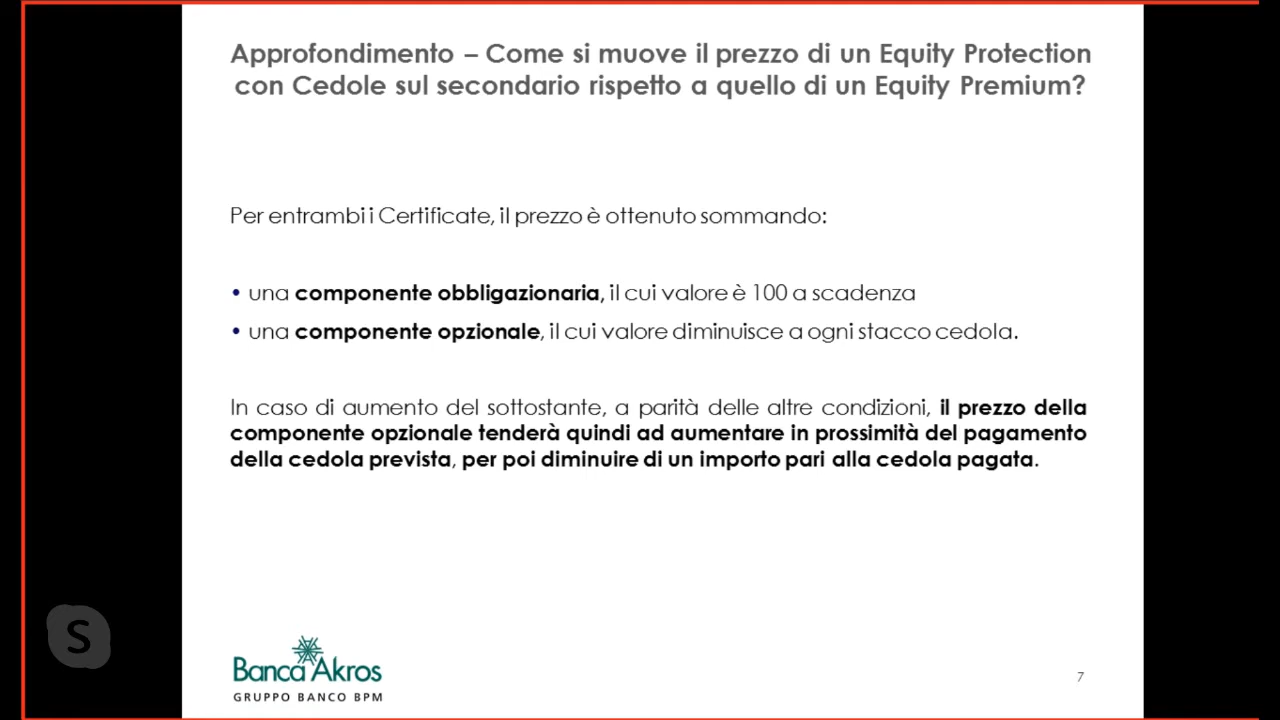 Approfondimento – Come si muove il prezzo di un Equity Protection
con Cedole sul secondario rispetto a quello di un Equity Premium?
Per entrambi i Certificate, il prezzo è ottenuto sommando:
• una componente obbligazionaria, il cui valore è 100 a scadenza
• una componente opzionale, il cui valore diminuisce a ogni stacco cedola.
In caso di aumento del sottostante, a parità delle altre condizioni, il prezzo della
componente opzionale tenderà quindi ad aumentare in prossimità del pagamento
della cedola prevista, per poi diminuire di un importo pari alla cedola pagata.
S
Banca Akros
GRUPPO BANCO BPM
7